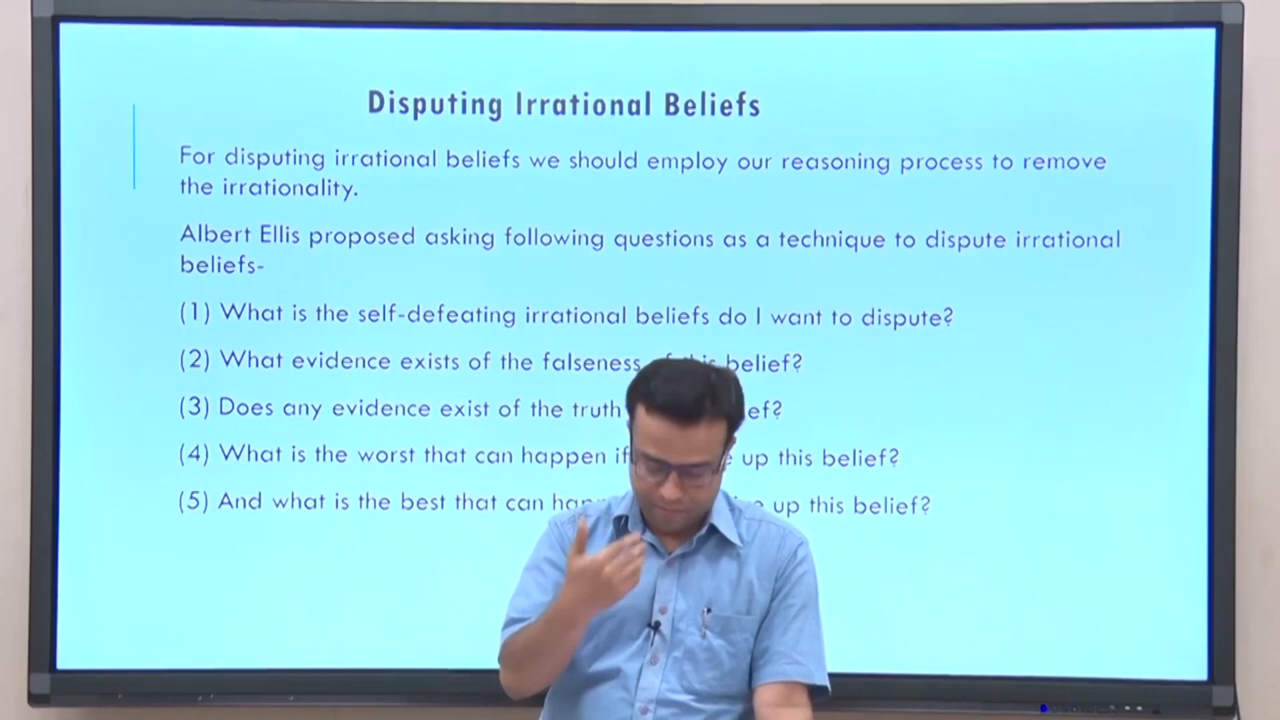 Disputing Irrational Beliefs
For disputing irrational beliefs we should employ our reasoning process to remove
the irrationality.
Albert Ellis proposed asking following questions as a technique to dispute irrational
beliefs-
(1) What is the self-defeating irrational beliefs do I want to dispute?
(2) What evidence exists of the falseness of this belief?
(3) Does any evidence exist of the truth
(4) What is the worst that can happen if up this belief?
(5) And what is the best that can up this belief?